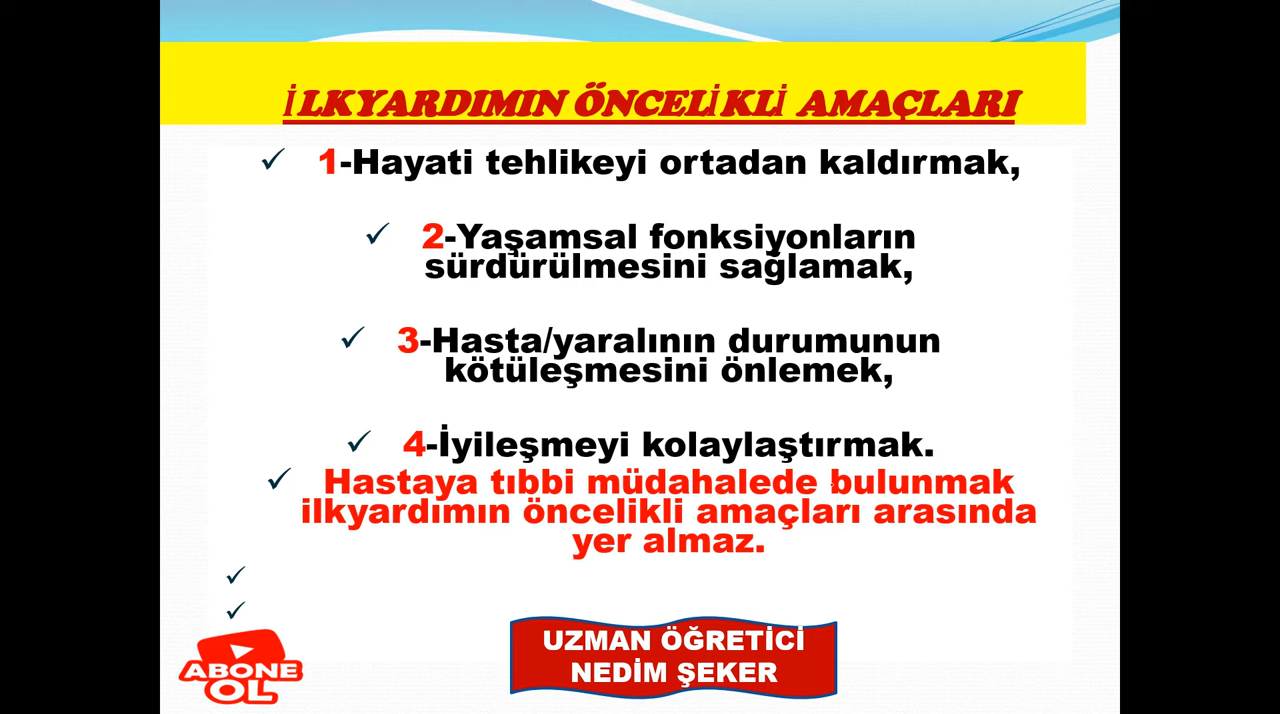 İLKYARDIMIN ÖNCELİKLİ AMAÇLARI
1-Hayati tehlikeyi ortadan kaldırmak,
2-Yaşamsal fonksiyonların
sürdürülmesini sağlamak,
3-Hasta/yaralının durumunun
kötüleşmesini önlemek,
4-İyileşmeyi kolaylaştırmak.
Hastaya tıbbi müdahalede bulunmak
ilkyardımın öncelikli amaçları arasında
yer almaz.
UZMAN ÖĞRETİCİ
NEDİM ŞEKER
ABONE
OL